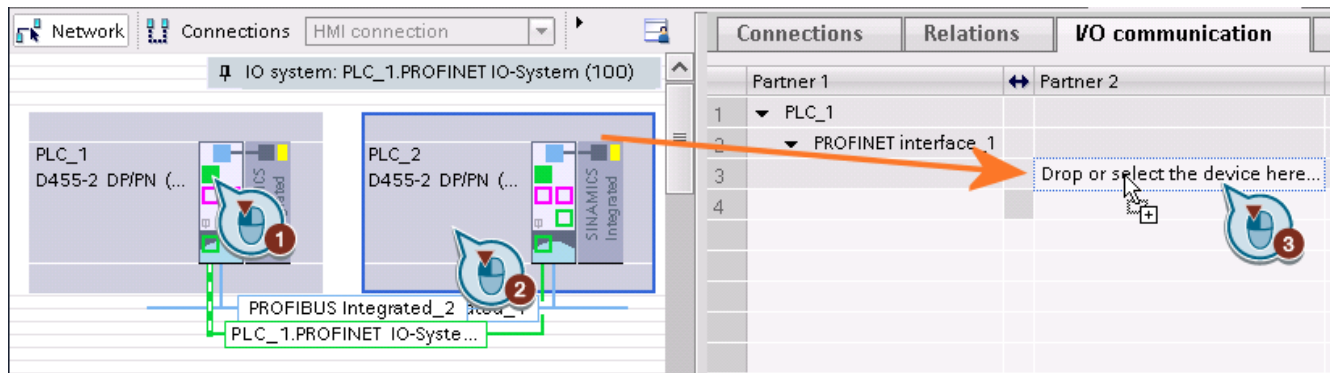 Network
Connections
HMI connection
IO system: PLC_1.PROFINET IO-System (100)
PLC_1
D455-2 DP/PN (...
SINAMICS
Integrated
1
PLC_2
D455-2 DP/PN (...
SINAMICS
Integrated
2
PROFIBUS Integrated_2
PLC_1.PROFINET IO-Syste...
Connections
Relations
I/O communication
Partner 1
Partner 2
1
PLC_1
2
PROFINET interface_1
3
Drop or select the device here...
3
4